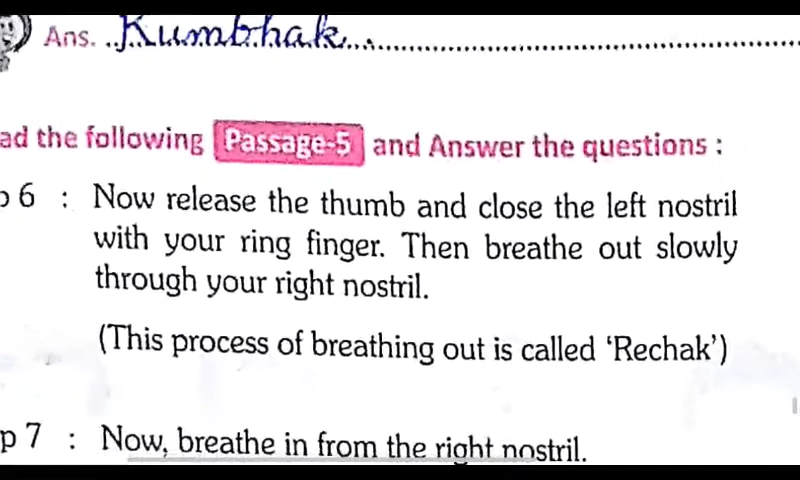 Ans. ..Kumbhak................
ad the following Passage-5 and Answer the questions :
p 6 : Now release the thumb and close the left nostril
with your ring finger. Then breathe out slowly
through your right nostril.
(This process of breathing out is called ‘Rechak’)
p 7 : Now, breathe in from the right nostril.